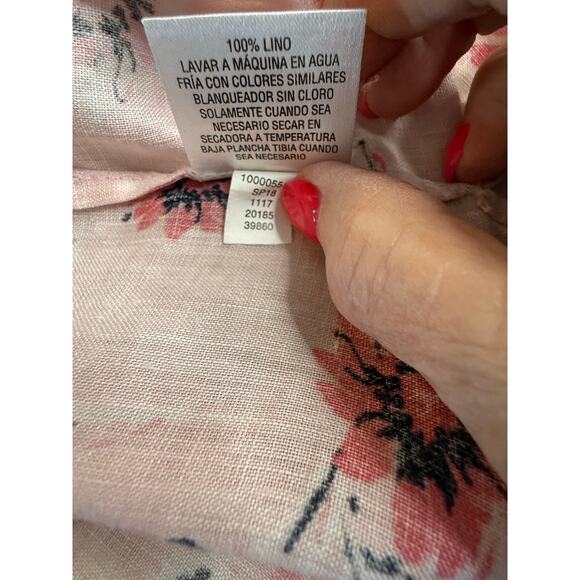 100% LINO
LAVAR A MÁQUINA EN AGUA
FRÍA CON COLORES SIMILARES
BLANQUEADOR SIN CLORO
SOLAMENTE CUANDO SEA
NECESARIO SECAR EN
SECADORA A TEMPERATURA
BAJA PLANCHA TIBIA CUANDO
SEA NECESARIO
SP18
1117
20185
39860